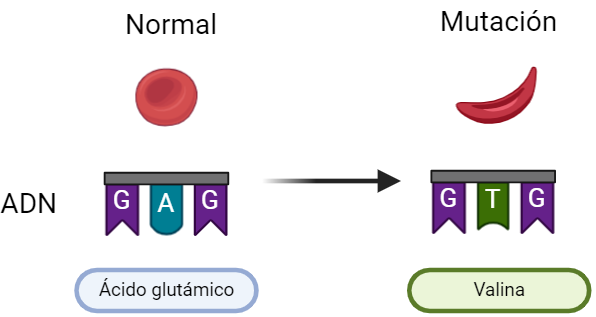 Normal
Mutación
ADN
G A G
G T G
Ácido glutámico
Valina